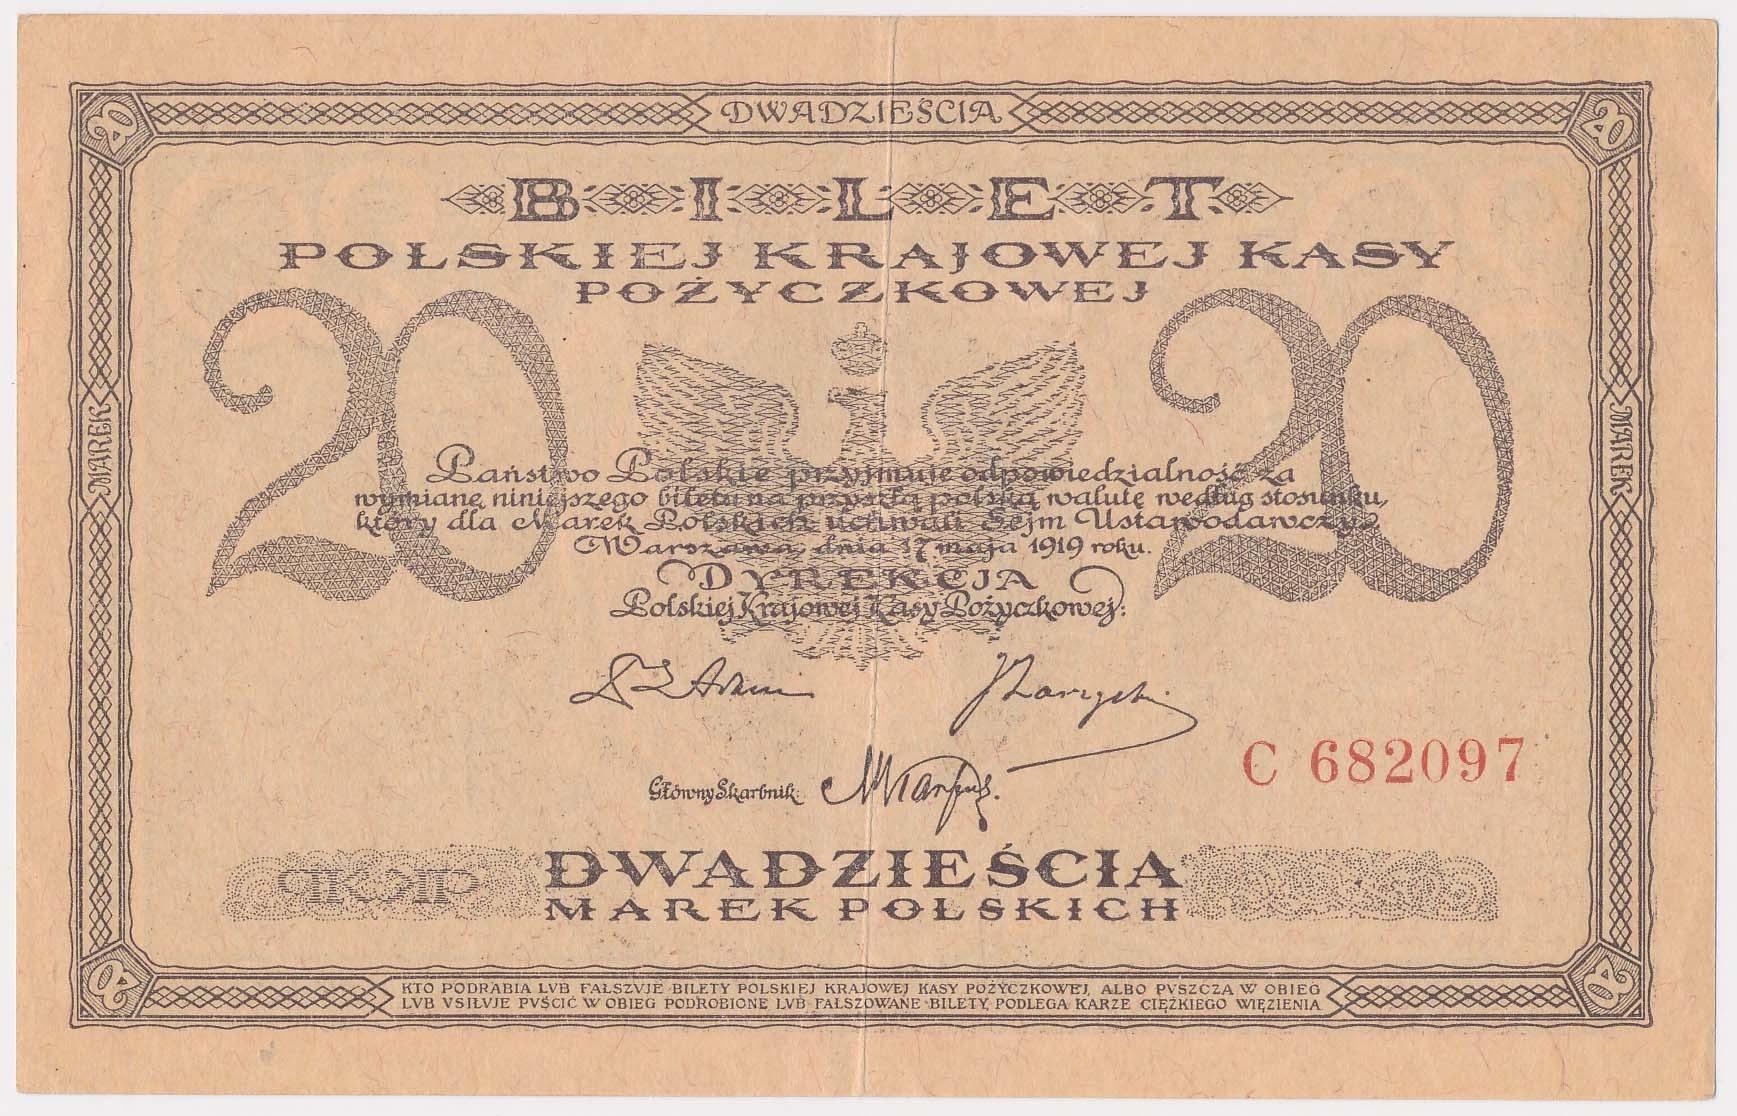 20 DWADZIEŚCIA 20
BILET
POLSKIEJ KRAJOWEJ KASY
POŻYCZKOWEJ
20 20
MAREK MAREK
Państwo Polskie przyjmuje odpowiedzialność za
wymianę niniejszego biletu na przyszłą polską walutę według stosunku,
który dla Marek Polskich uchwali Sejm Ustawodawczy.
Warszawa, dnia 17 maja 1919 roku.
DYREKCJA
Polskiej Krajowej Kasy Pożyczkowej:
C 682097
Główny Skarbnik:
DWADZIEŚCIA
MAREK POLSKICH
20 20
KTO PODRABIA LVB FAŁSZVJE BILETY POLSKIEJ KRAJOWEJ KASY POŻYCZKOWEJ, ALBO PVSZCZA W OBIEG
LVB VSIŁVJE PVŚCIĆ W OBIEG PODROBIONE LVB FAŁSZOWANE BILETY, PODLEGA KARZE CIĘŻKIEGO WIĘZIENIA